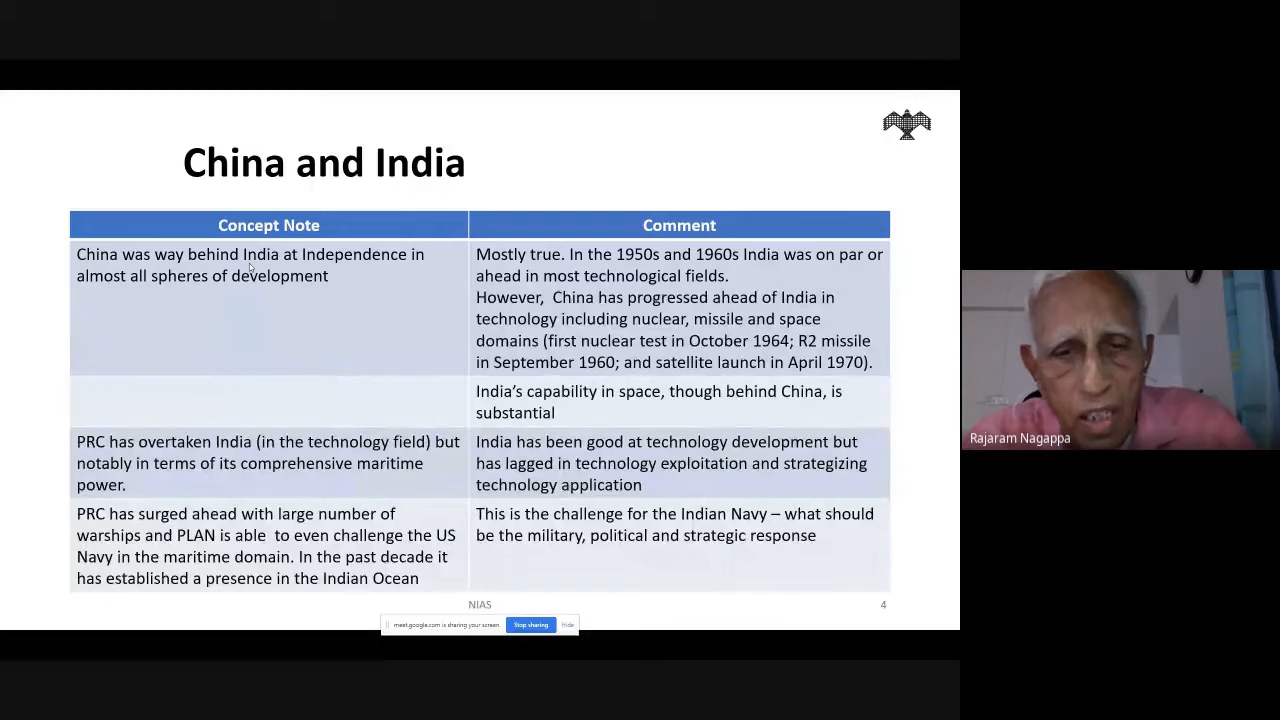 China and India
Concept Note
Comment
China was way behind India at Independence in
almost all spheres of development
Mostly true. In the 1950s and 1960s India was on par or
ahead in most technological fields.
However,  China has progressed ahead of India in
technology including nuclear, missile and space
domains (first nuclear test in October 1964; R2 missile
in September 1960; and satellite launch in April 1970).
India’s capability in space, though behind China, is
substantial
PRC has overtaken India (in the technology field) but
notably in terms of its comprehensive maritime
power.
India has been good at technology development but
has lagged in technology exploitation and strategizing
technology application
PRC has surged ahead with large number of
warships and PLAN is able  to even challenge the US
Navy in the maritime domain. In the past decade it
has established a presence in the Indian Ocean
This is the challenge for the Indian Navy – what should
be the military, political and strategic response
NIAS
4
meet.google.com is sharing your screen.
Stop sharing
Hide
Rajaram Nagappa